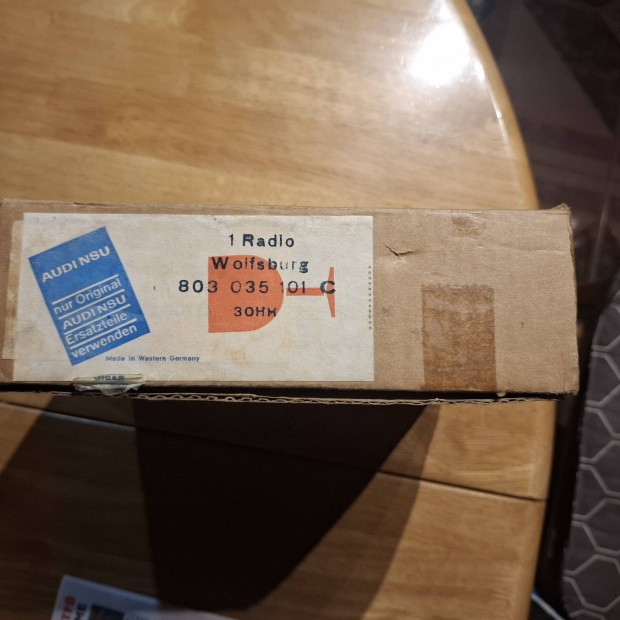 AUDI NSU
nur Original
AUDI NSU
Ersatzteile
verwenden
1 Radio
Wolfsburg
803 035 101 C
30HH
Made in Western Germany